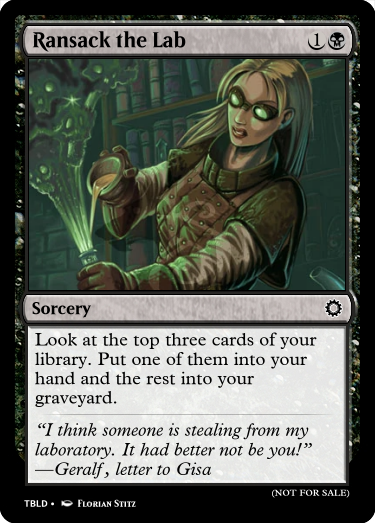 Ransack the Lab 1
Sorcery
Look at the top three cards of your
library. Put one of them into your
hand and the rest into your
graveyard.
“I think someone is stealing from my
laboratory. It had better not be you!”
—Geralf, letter to Gisa
(NOT FOR SALE)
TBLD • Florian Stitz